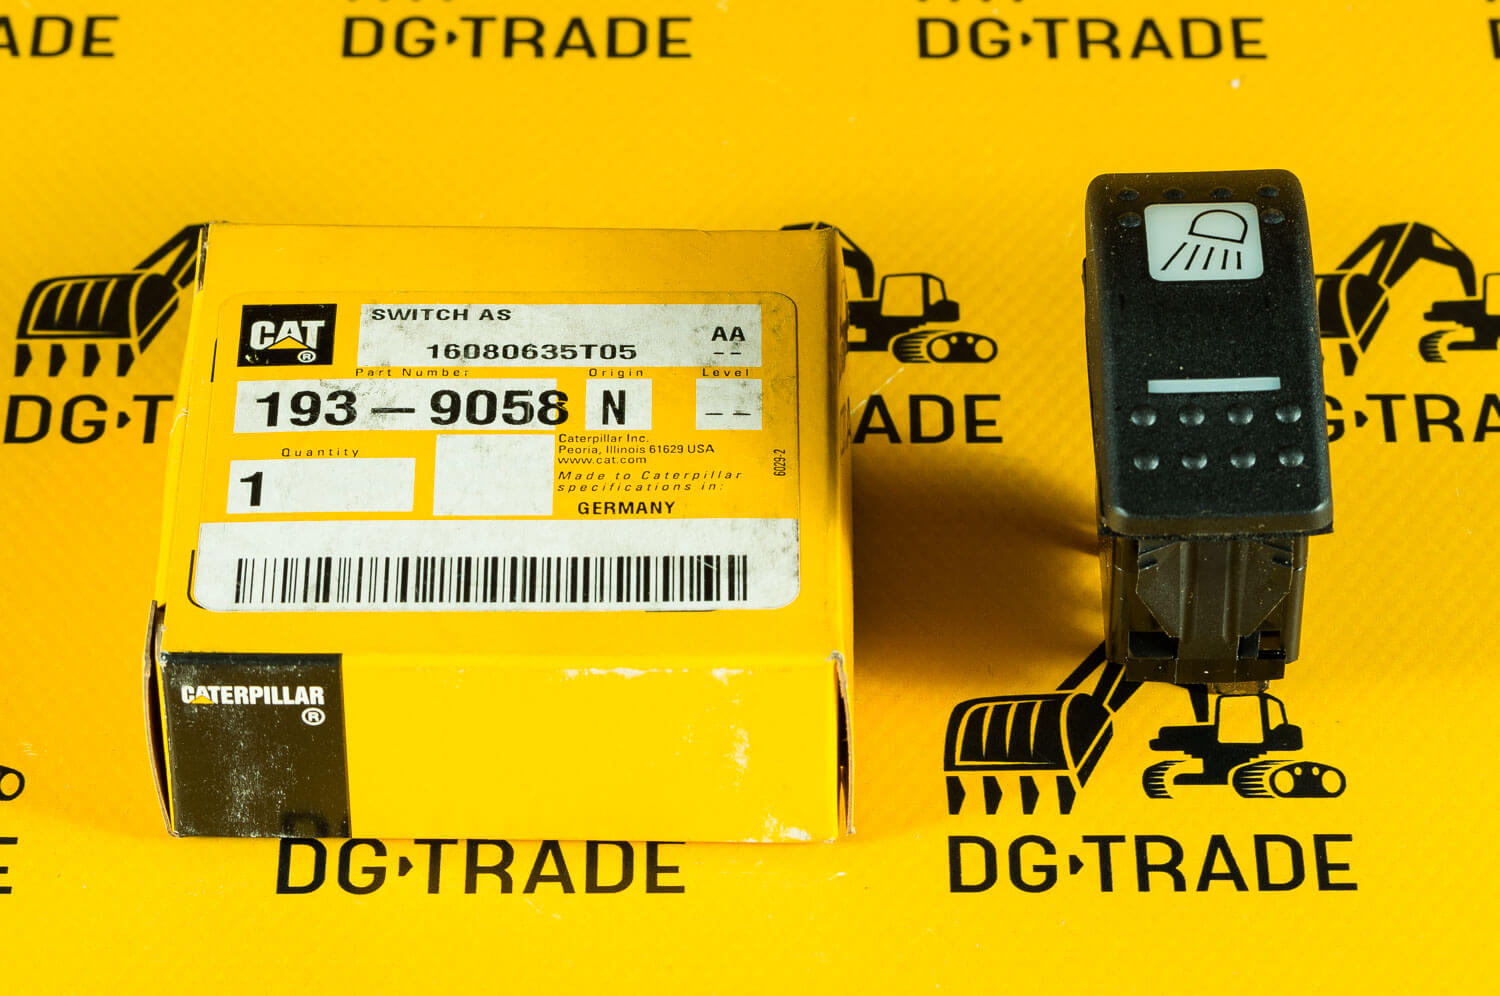 ADE
DG▸TRADE
DG▸TRADE
CAT
®
SWITCH AS
AA
16080635T05
--
Part Number
Origin
Level
193-9058
N
--
Quantity
1
Caterpillar Inc.
Peoria, Illinois 61629 USA
www.cat.com
Made to Caterpillar
specifications in:
GERMANY
6029-2
CATERPILLAR
®
DG▸T
ADE
DG▸TRA
DG▸TRADE
DG▸TRADE